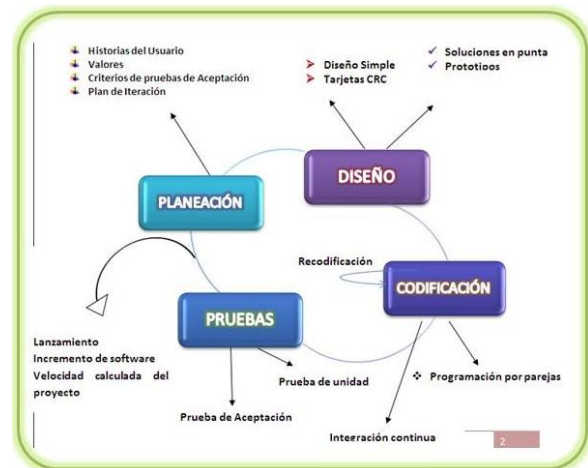 Historias del Usuario
Valores
Criterios de pruebas de Aceptación
Plan de Iteración
Diseño Simple
Tarjetas CRC
Soluciones en punta
Prototipos
PLANEACIÓN
DISEÑO
Recodificación
CODIFICACIÓN
PRUEBAS
Lanzamiento
Incremento de software
Velocidad calculada del
proyecto
Prueba de unidad
Programación por parejas
Prueba de Aceptación
Integración continua
2